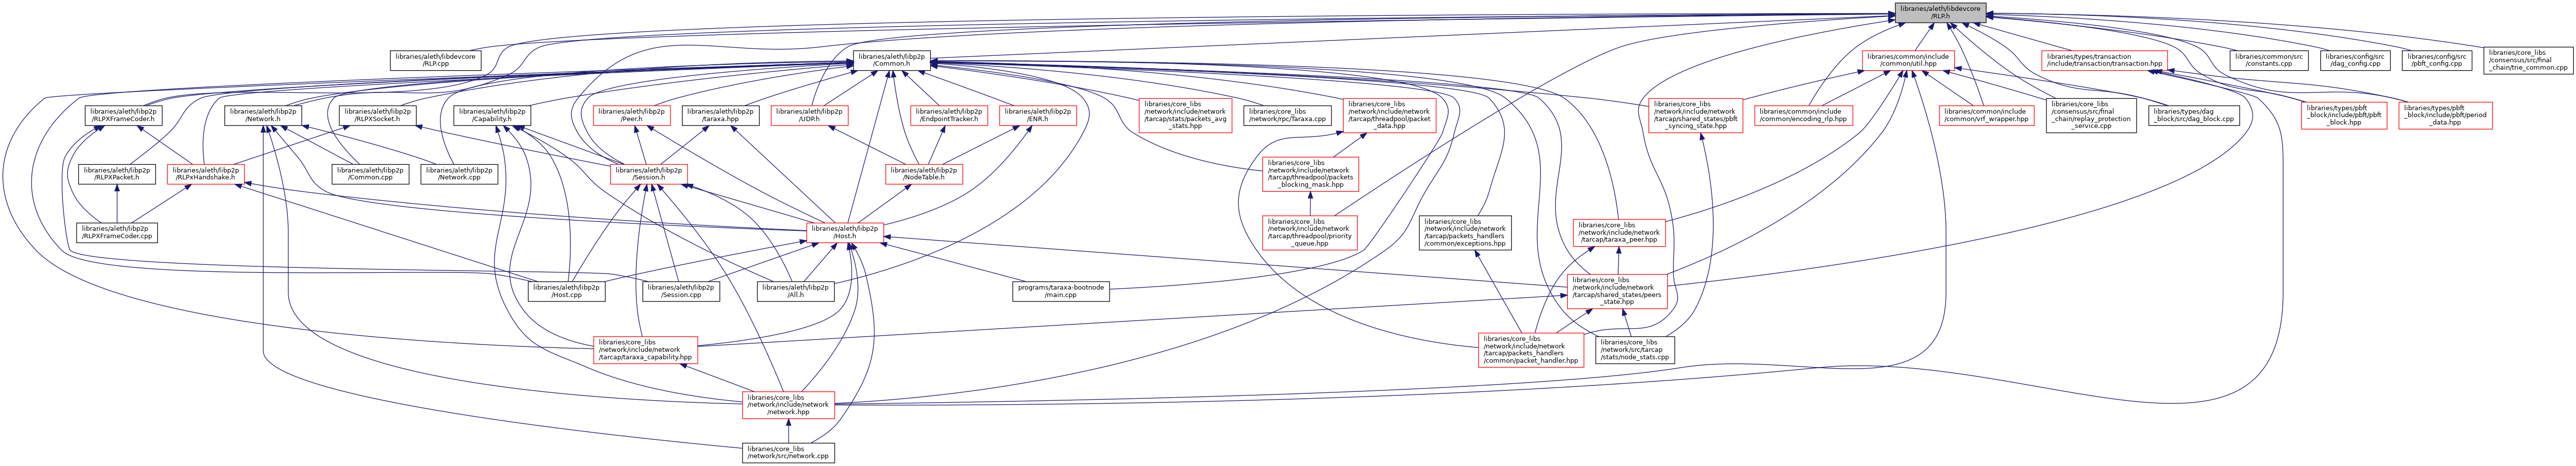 libraries/aleth/libdevcore
/RLP.h
libraries/aleth/libdevcore
/RLP.cpp
libraries/aleth/libp2p
/Common.h
libraries/common/include
/common/util.hpp
libraries/types/transaction
/include/transaction/transaction.hpp
libraries/common/src
/constants.cpp
libraries/config/src
/dag_config.cpp
libraries/config/src
/pbft_config.cpp
libraries/core_libs
/consensus/src/final
_chain/trie_common.cpp
libraries/aleth/libp2p
/RLPXFrameCoder.h
libraries/aleth/libp2p
/Network.h
libraries/aleth/libp2p
/RLPXSocket.h
libraries/aleth/libp2p
/Capability.h
libraries/aleth/libp2p
/Peer.h
libraries/aleth/libp2p
/taraxa.hpp
libraries/aleth/libp2p
/UDP.h
libraries/aleth/libp2p
/EndpointTracker.h
libraries/aleth/libp2p
/ENR.h
libraries/core_libs
/network/include/network
/tarcap/stats/packets_avg
_stats.hpp
libraries/core_libs
/network/rpc/Taraxa.cpp
libraries/core_libs
/network/include/network
/tarcap/threadpool/packet
_data.hpp
libraries/core_libs
/network/include/network
/tarcap/shared_states/pbft
_syncing_state.hpp
libraries/common/include
/common/encoding_rlp.hpp
libraries/common/include
/common/vrf_wrapper.hpp
libraries/core_libs
/consensus/src/final
_chain/replay_protection
_service.cpp
libraries/types/dag
_block/src/dag_block.cpp
libraries/types/pbft
_block/include/pbft/pbft
_block.hpp
libraries/types/pbft
_block/include/pbft/period
_data.hpp
libraries/aleth/libp2p
/RLPXPacket.h
libraries/aleth/libp2p
/RLPxHandshake.h
libraries/aleth/libp2p
/Common.cpp
libraries/aleth/libp2p
/Network.cpp
libraries/aleth/libp2p
/Session.h
libraries/aleth/libp2p
/NodeTable.h
libraries/core_libs
/network/include/network
/tarcap/threadpool/packets
_blocking_mask.hpp
libraries/aleth/libp2p
/RLPXFrameCoder.cpp
libraries/aleth/libp2p
/Host.h
libraries/core_libs
/network/include/network
/tarcap/threadpool/priority
_queue.hpp
libraries/core_libs
/network/include/network
/tarcap/packets_handlers
/common/exceptions.hpp
libraries/core_libs
/network/include/network
/tarcap/taraxa_peer.hpp
libraries/aleth/libp2p
/Host.cpp
libraries/aleth/libp2p
/Session.cpp
libraries/aleth/libp2p
/All.h
programs/taraxa-bootnode
/main.cpp
libraries/core_libs
/network/include/network
/tarcap/shared_states/peers
_state.hpp
libraries/core_libs
/network/include/network
/tarcap/taraxa_capability.hpp
libraries/core_libs
/network/include/network
/tarcap/packets_handlers
/common/packet_handler.hpp
libraries/core_libs
/network/src/tarcap
/stats/node_stats.cpp
libraries/core_libs
/network/include/network
/network.hpp
libraries/core_libs
/network/src/network.cpp